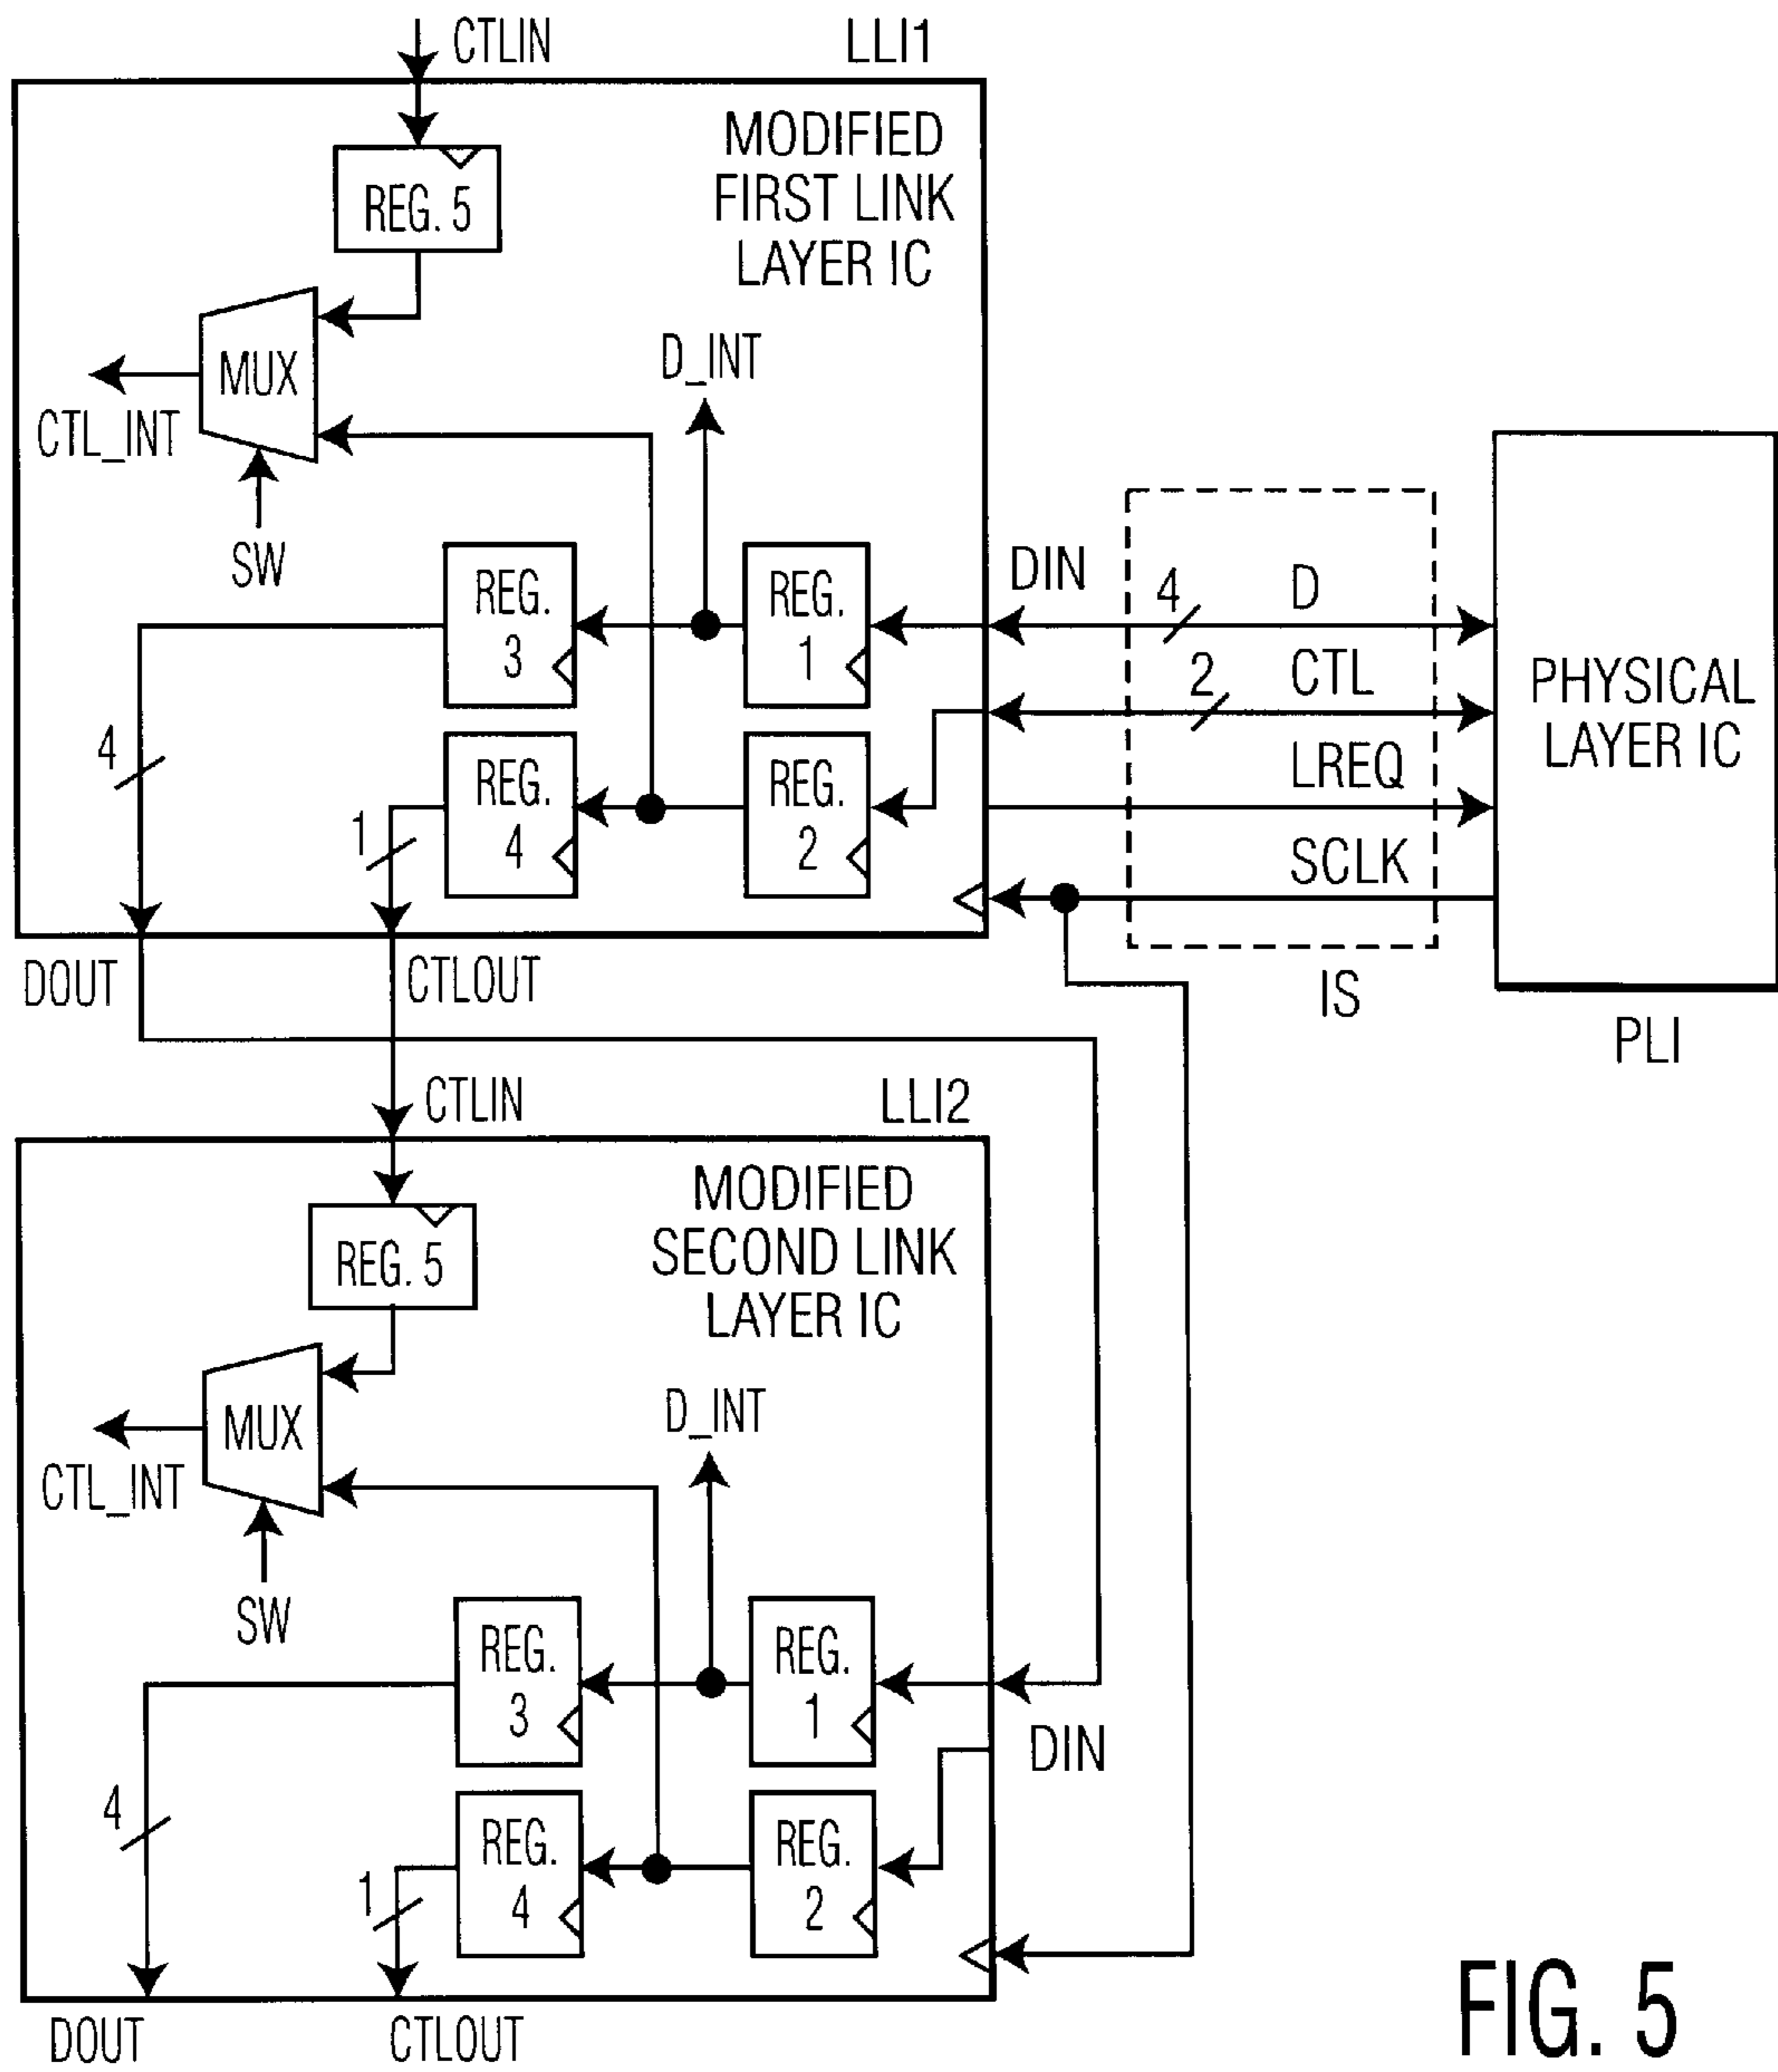 CTLIN
LLI1
MODIFIED
FIRST LINK
LAYER IC
REG. 5
MUX
D_INT
CTL_INT
SW
REG.
3
REG.
1
DIN
4
D
2
CTL
PHYSICAL
LAYER IC
4
REG.
4
REG.
2
LREQ
1
SCLK
DOUT
CTLOUT
IS
PLI
CTLIN
LLI2
MODIFIED
SECOND LINK
LAYER IC
REG. 5
MUX
D_INT
CTL_INT
SW
REG.
3
REG.
1
DIN
4
REG.
4
REG.
2
1
DOUT
CTLOUT
FIG. 5